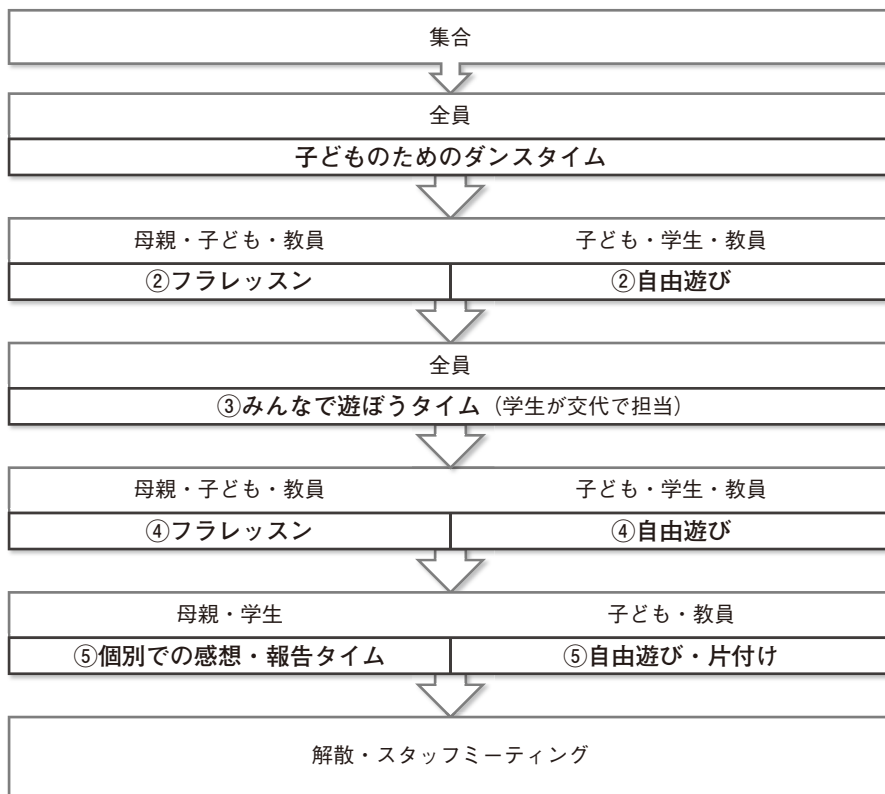 集合
全員
子どものためのダンスタイム
母親・子ども・教員
子ども・学生・教員
②フラレッスン
②自由遊び
全員
③みんなで遊ぼうタイム（学生が交代で担当）
母親・子ども・教員
子ども・学生・教員
④フラレッスン
④自由遊び
母親・学生
子ども・教員
⑤個別での感想・報告タイム
⑤自由遊び・片付け
解散・スタッフミーティング